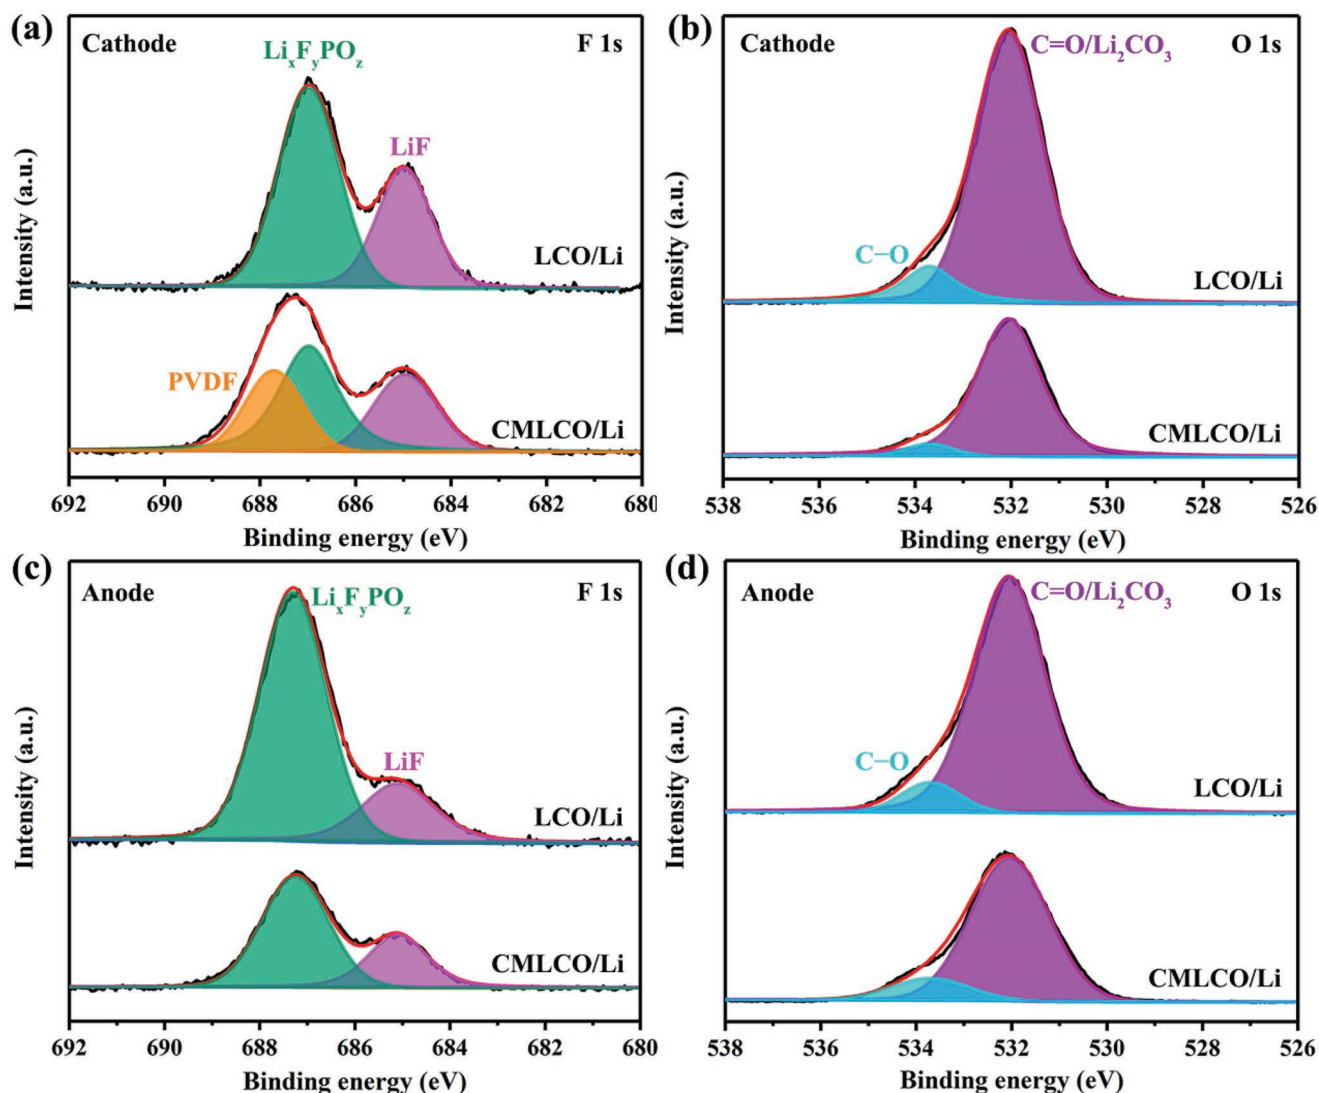 (a)
Cathode
F 1s
LiₓFᵧPO_z
LiF
LCO/Li
PVDF
CMLCO/Li
Intensity (a.u.)
692 690 688 686 684 682 680
Binding energy (eV)
(b)
Cathode
O 1s
C=O/Li₂CO₃
C−O
LCO/Li
CMLCO/Li
Intensity (a.u.)
538 536 534 532 530 528 526
Binding energy (eV)
(c)
Anode
F 1s
LiₓFᵧPO_z
LiF
LCO/Li
CMLCO/Li
Intensity (a.u.)
692 690 688 686 684 682 680
Binding energy (eV)
(d)
Anode
O 1s
C=O/Li₂CO₃
C−O
LCO/Li
CMLCO/Li
Intensity (a.u.)
538 536 534 532 530 528 526
Binding energy (eV)